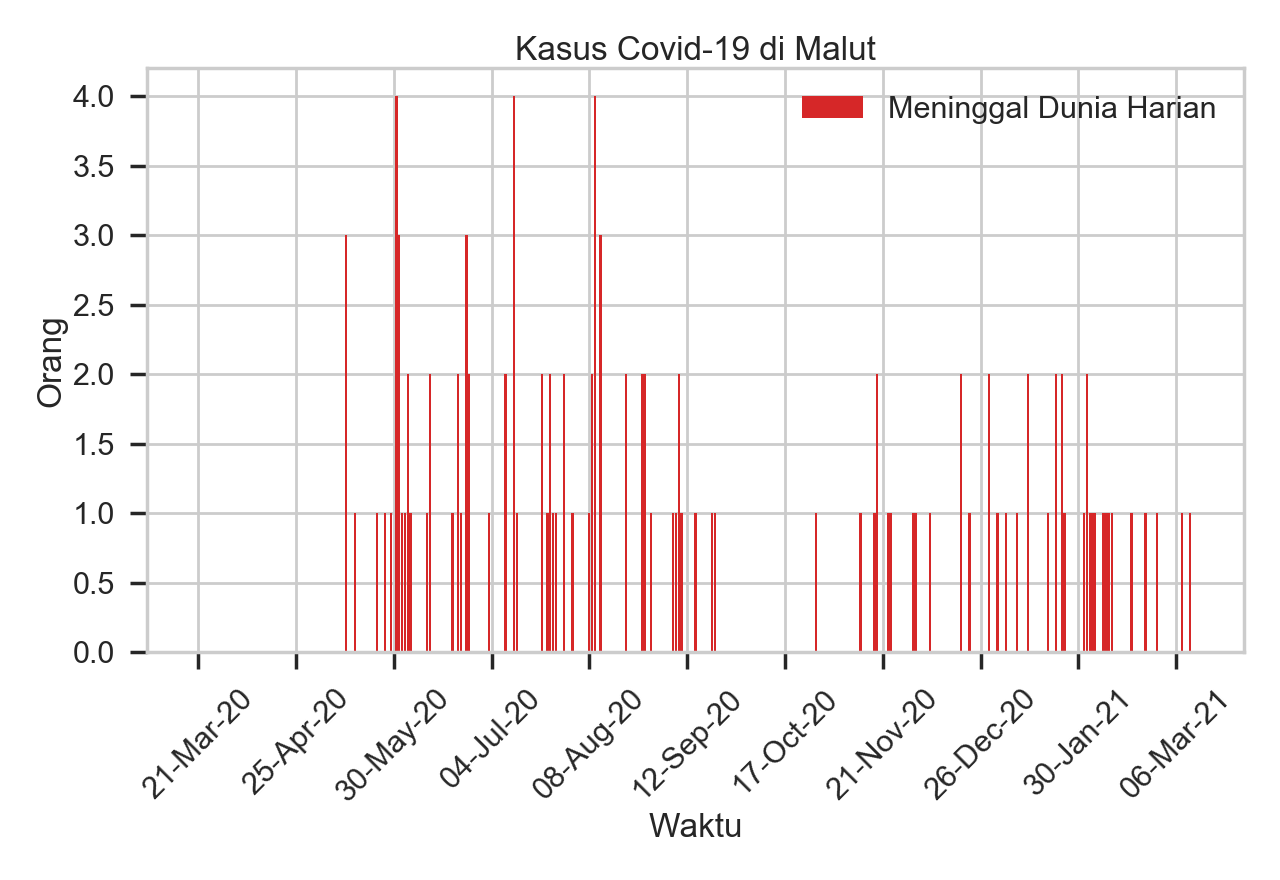 Kasus Covid-19 di Malut
Meninggal Dunia Harian
4.0
3.5
3.0
2.5
2.0
1.5
1.0
0.5
0.0
Orang
21-Mar-20
25-Apr-20
30-May-20
04-Jul-20
08-Aug-20
12-Sep-20
17-Oct-20
21-Nov-20
26-Dec-20
30-Jan-21
06-Mar-21
Waktu